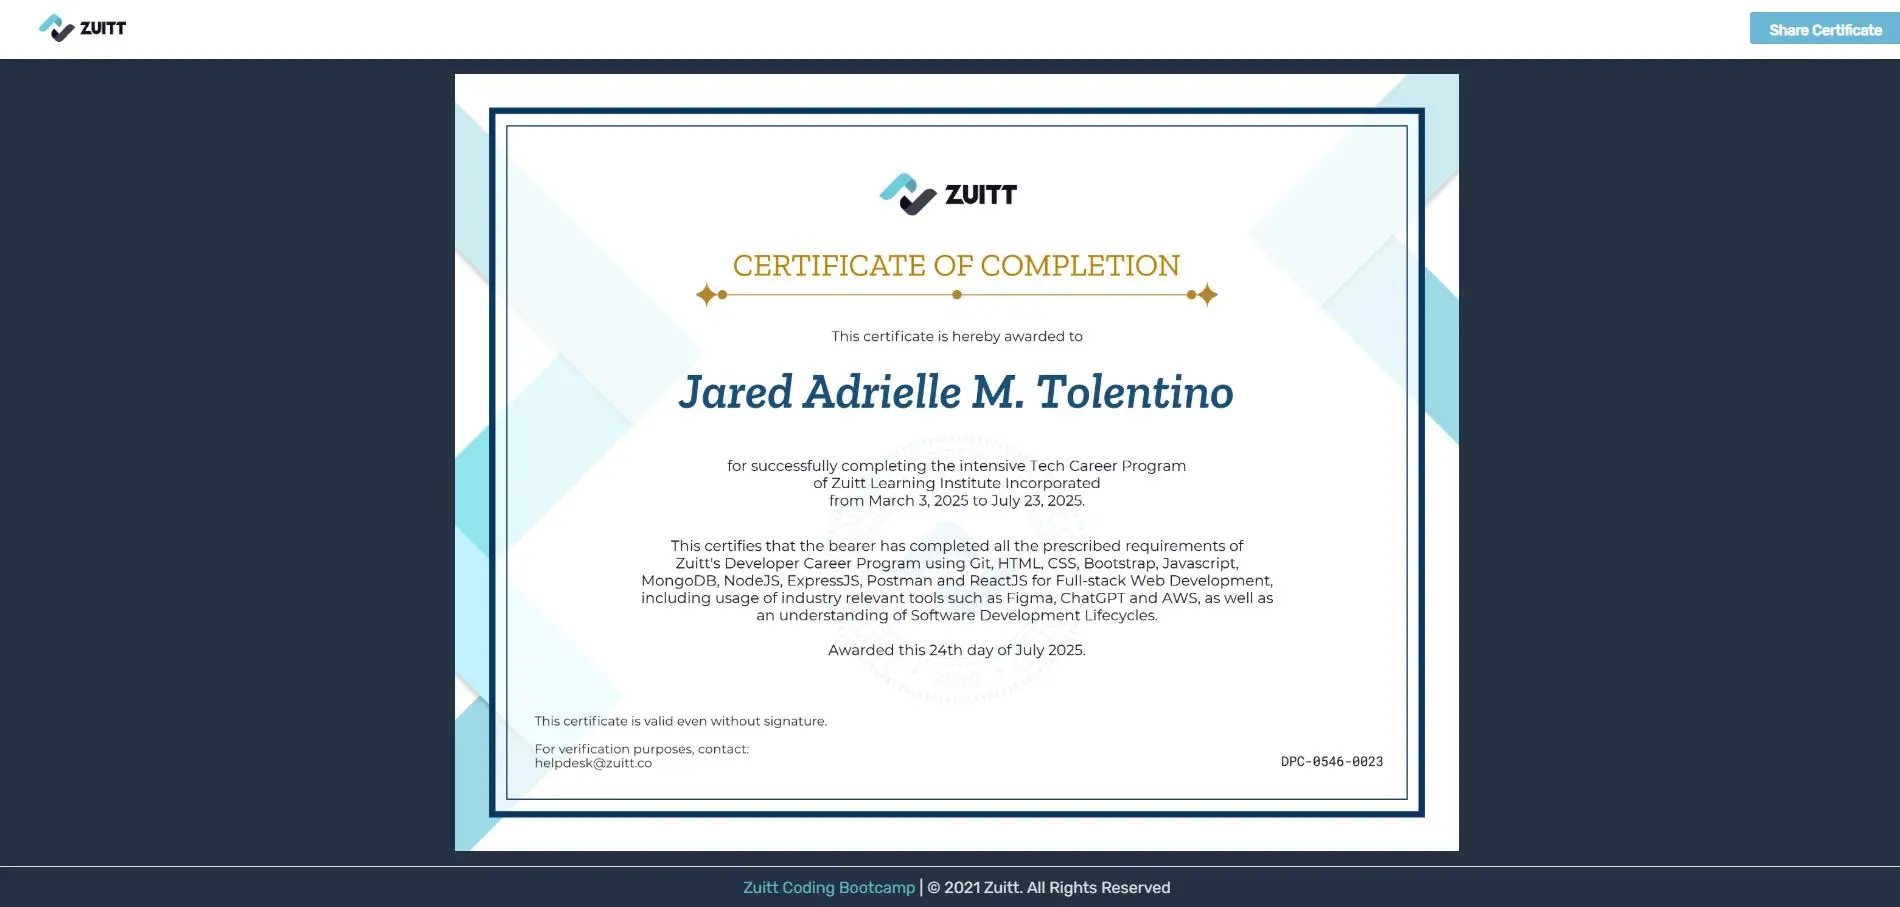 ZUITT
Share Certificate
ZUITT
CERTIFICATE OF COMPLETION
This certificate is hereby awarded to
Jared Adrielle M. Tolentino
for successfully completing the intensive Tech Career Program
of Zuitt Learning Institute Incorporated
from March 3, 2025 to July 23, 2025.
This certifies that the bearer has completed all the prescribed requirements of
Zuitt's Developer Career Program using Git, HTML, CSS, Bootstrap, Javascript,
MongoDB, NodeJS, ExpressJS, Postman and ReactJS for Full-stack Web Development,
including usage of industry relevant tools such as Figma, ChatGPT and AWS, as well as
an understanding of Software Development Lifecycles.
Awarded this 24th day of July 2025.
This certificate is valid even without signature.
For verification purposes, contact:
helpdesk@zuitt.co
DPC-0546-0023
Zuitt Coding Bootcamp | © 2021 Zuitt. All Rights Reserved